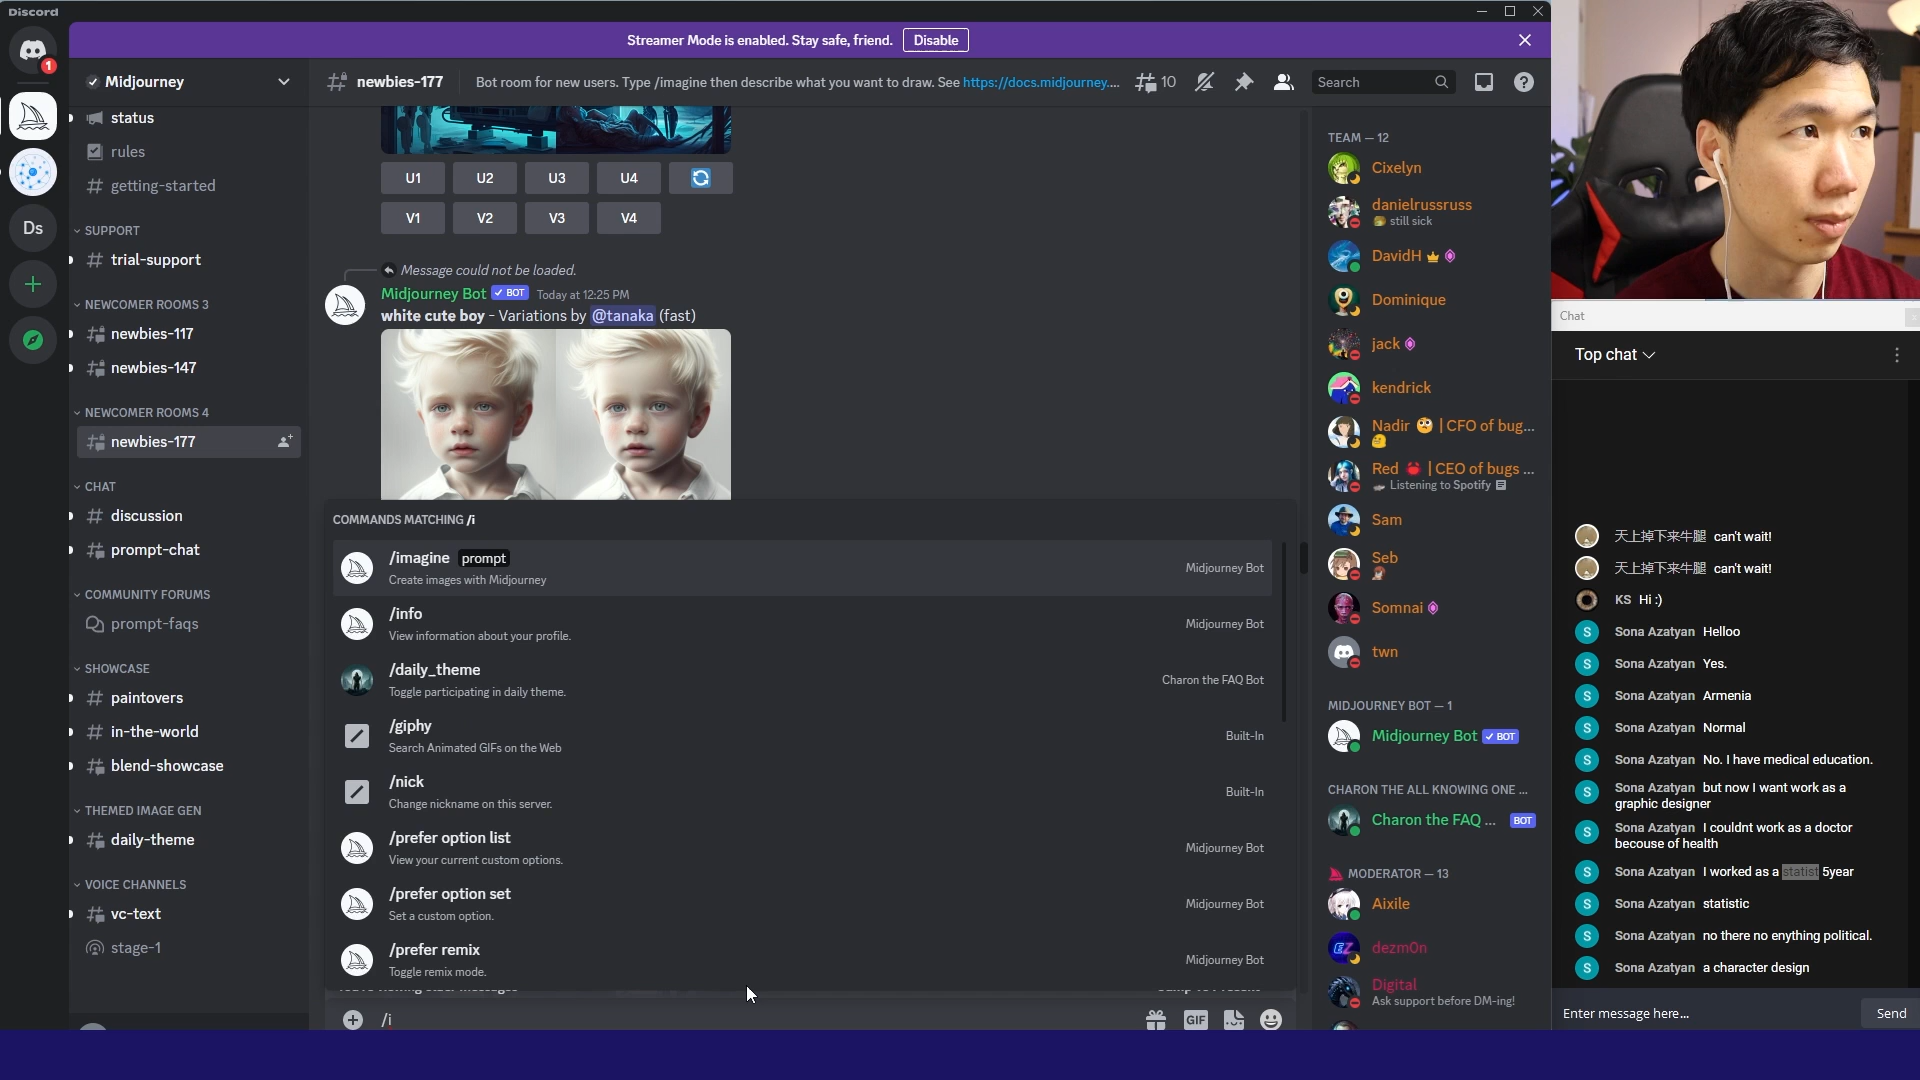 Discord
Streamer Mode is enabled. Stay safe, friend.
Disable
1
Midjourney
status
rules
getting-started
Ds
SUPPORT
trial-support
NEWCOMER ROOMS 3
newbies-117
newbies-147
NEWCOMER ROOMS 4
newbies-177
CHAT
discussion
prompt-chat
COMMUNITY FORUMS
prompt-faqs
SHOWCASE
paintovers
in-the-world
blend-showcase
THEMED IMAGE GEN
daily-theme
VOICE CHANNELS
vc-text
stage-1
newbies-177
Bot room for new users. Type /imagine then describe what you want to draw. See https://docs.midjourney....
10
Search
U1 U2 U3 U4
V1 V2 V3 V4
Message could not be loaded.
Midjourney Bot BOT Today at 12:25 PM
white cute boy - Variations by @tanaka (fast)
COMMANDS MATCHING /i
/imagine prompt
Create images with Midjourney
Midjourney Bot
/info
View information about your profile.
Midjourney Bot
/daily_theme
Toggle participating in daily theme.
Charon the FAQ Bot
/giphy
Search Animated GIFs on the Web
Built-In
/nick
Change nickname on this server.
Built-In
/prefer option list
View your current custom options.
Midjourney Bot
/prefer option set
Set a custom option.
Midjourney Bot
/prefer remix
Toggle remix mode.
Midjourney Bot
/i
GIF
TEAM — 12
Cixelyn
danielrussruss
still sick
DavidH
Dominique
jack
kendrick
Nadir | CFO of bug...
Red | CEO of bugs ...
Listening to Spotify
Sam
Seb
Somnai
twn
MIDJOURNEY BOT — 1
Midjourney Bot BOT
CHARON THE ALL KNOWING ONE ...
Charon the FAQ ... BOT
MODERATOR — 13
Aixile
dezm0n
Digital
Ask support before DM-ing!
Chat
Top chat
天上掉下来牛腿 can't wait!
天上掉下来牛腿 can't wait!
KS Hi :)
S Sona Azatyan Helloo
S Sona Azatyan Yes.
S Sona Azatyan Armenia
S Sona Azatyan Normal
S Sona Azatyan No. I have medical education.
S Sona Azatyan but now I want work as a
graphic designer
S Sona Azatyan I couldnt work as a doctor
becouse of health
S Sona Azatyan I worked as a statist 5year
S Sona Azatyan statistic
S Sona Azatyan no there no enything political.
S Sona Azatyan a character design
Enter message here...
Send